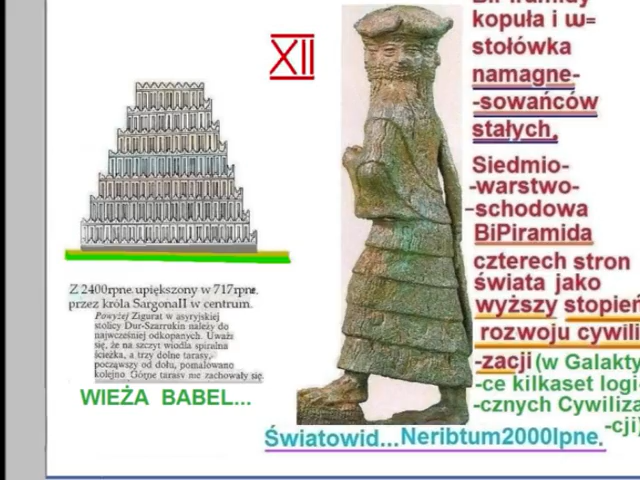 XII
kopuła i ш=
stołówka
namagne-
-sowańców
stałych,
Siedmio-
-warstwo-
-schodowa
BiPiramida
czterech stron
świata jako
wyższy stopień
rozwoju cywili
-zacji (w Galakty
-ce kilkaset logi
-cznych Cywiliza
-cji)
Z 2400rpne upiększony w 717rpne.
przez króla SargonaII w centrum.
Powyżej Zigurat w asyryjskiej
stolicy Dur-Szarrukin należy do
najwcześniej odkopanych. Uważa
się, że na szczyt wiodła spiralna
ścieżka, a trzy dolne tarasy,
począwszy od dołu, pomalowano
kolejno Górne tarasy nie zachowały się.
WIEŻA BABEL...
Światowid...Neribtum2000lpne.